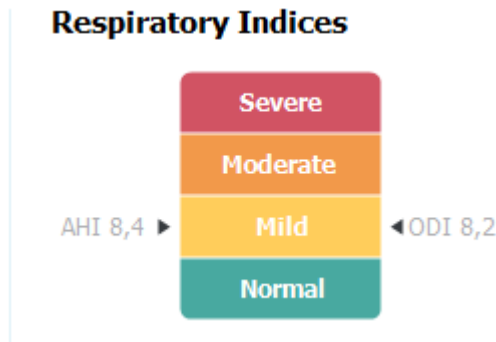 Respiratory Indices
Severe
Moderate
AHI 8,4 Mild ODI 8,2
Normal